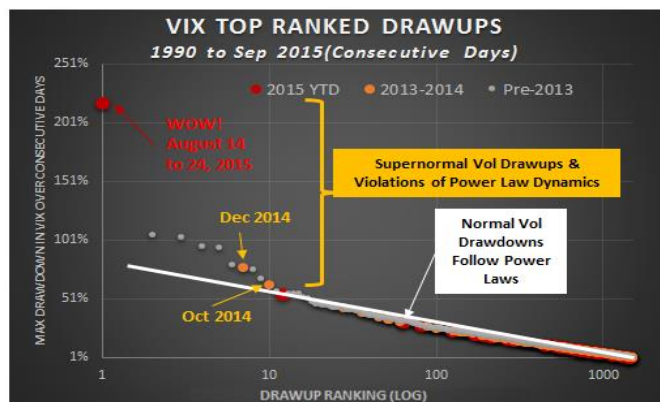 VIX TOP RANKED DRAWUPS
1990 to Sep 2015(Consecutive Days)
251%
201%
151%
101%
51%
1%
MAX DRAWDOWN IN VIX OVER CONSECUTIVE DAYS
2015 YTD
2013-2014
Pre-2013
WOW!
August 14
to 24, 2015
Supernormal Vol Drawups &
Violations of Power Law Dynamics
Dec 2014
Normal Vol
Drawdowns
Follow Power
Laws
Oct 2014
1
10
100
1000
DRAWUP RANKING (LOG)